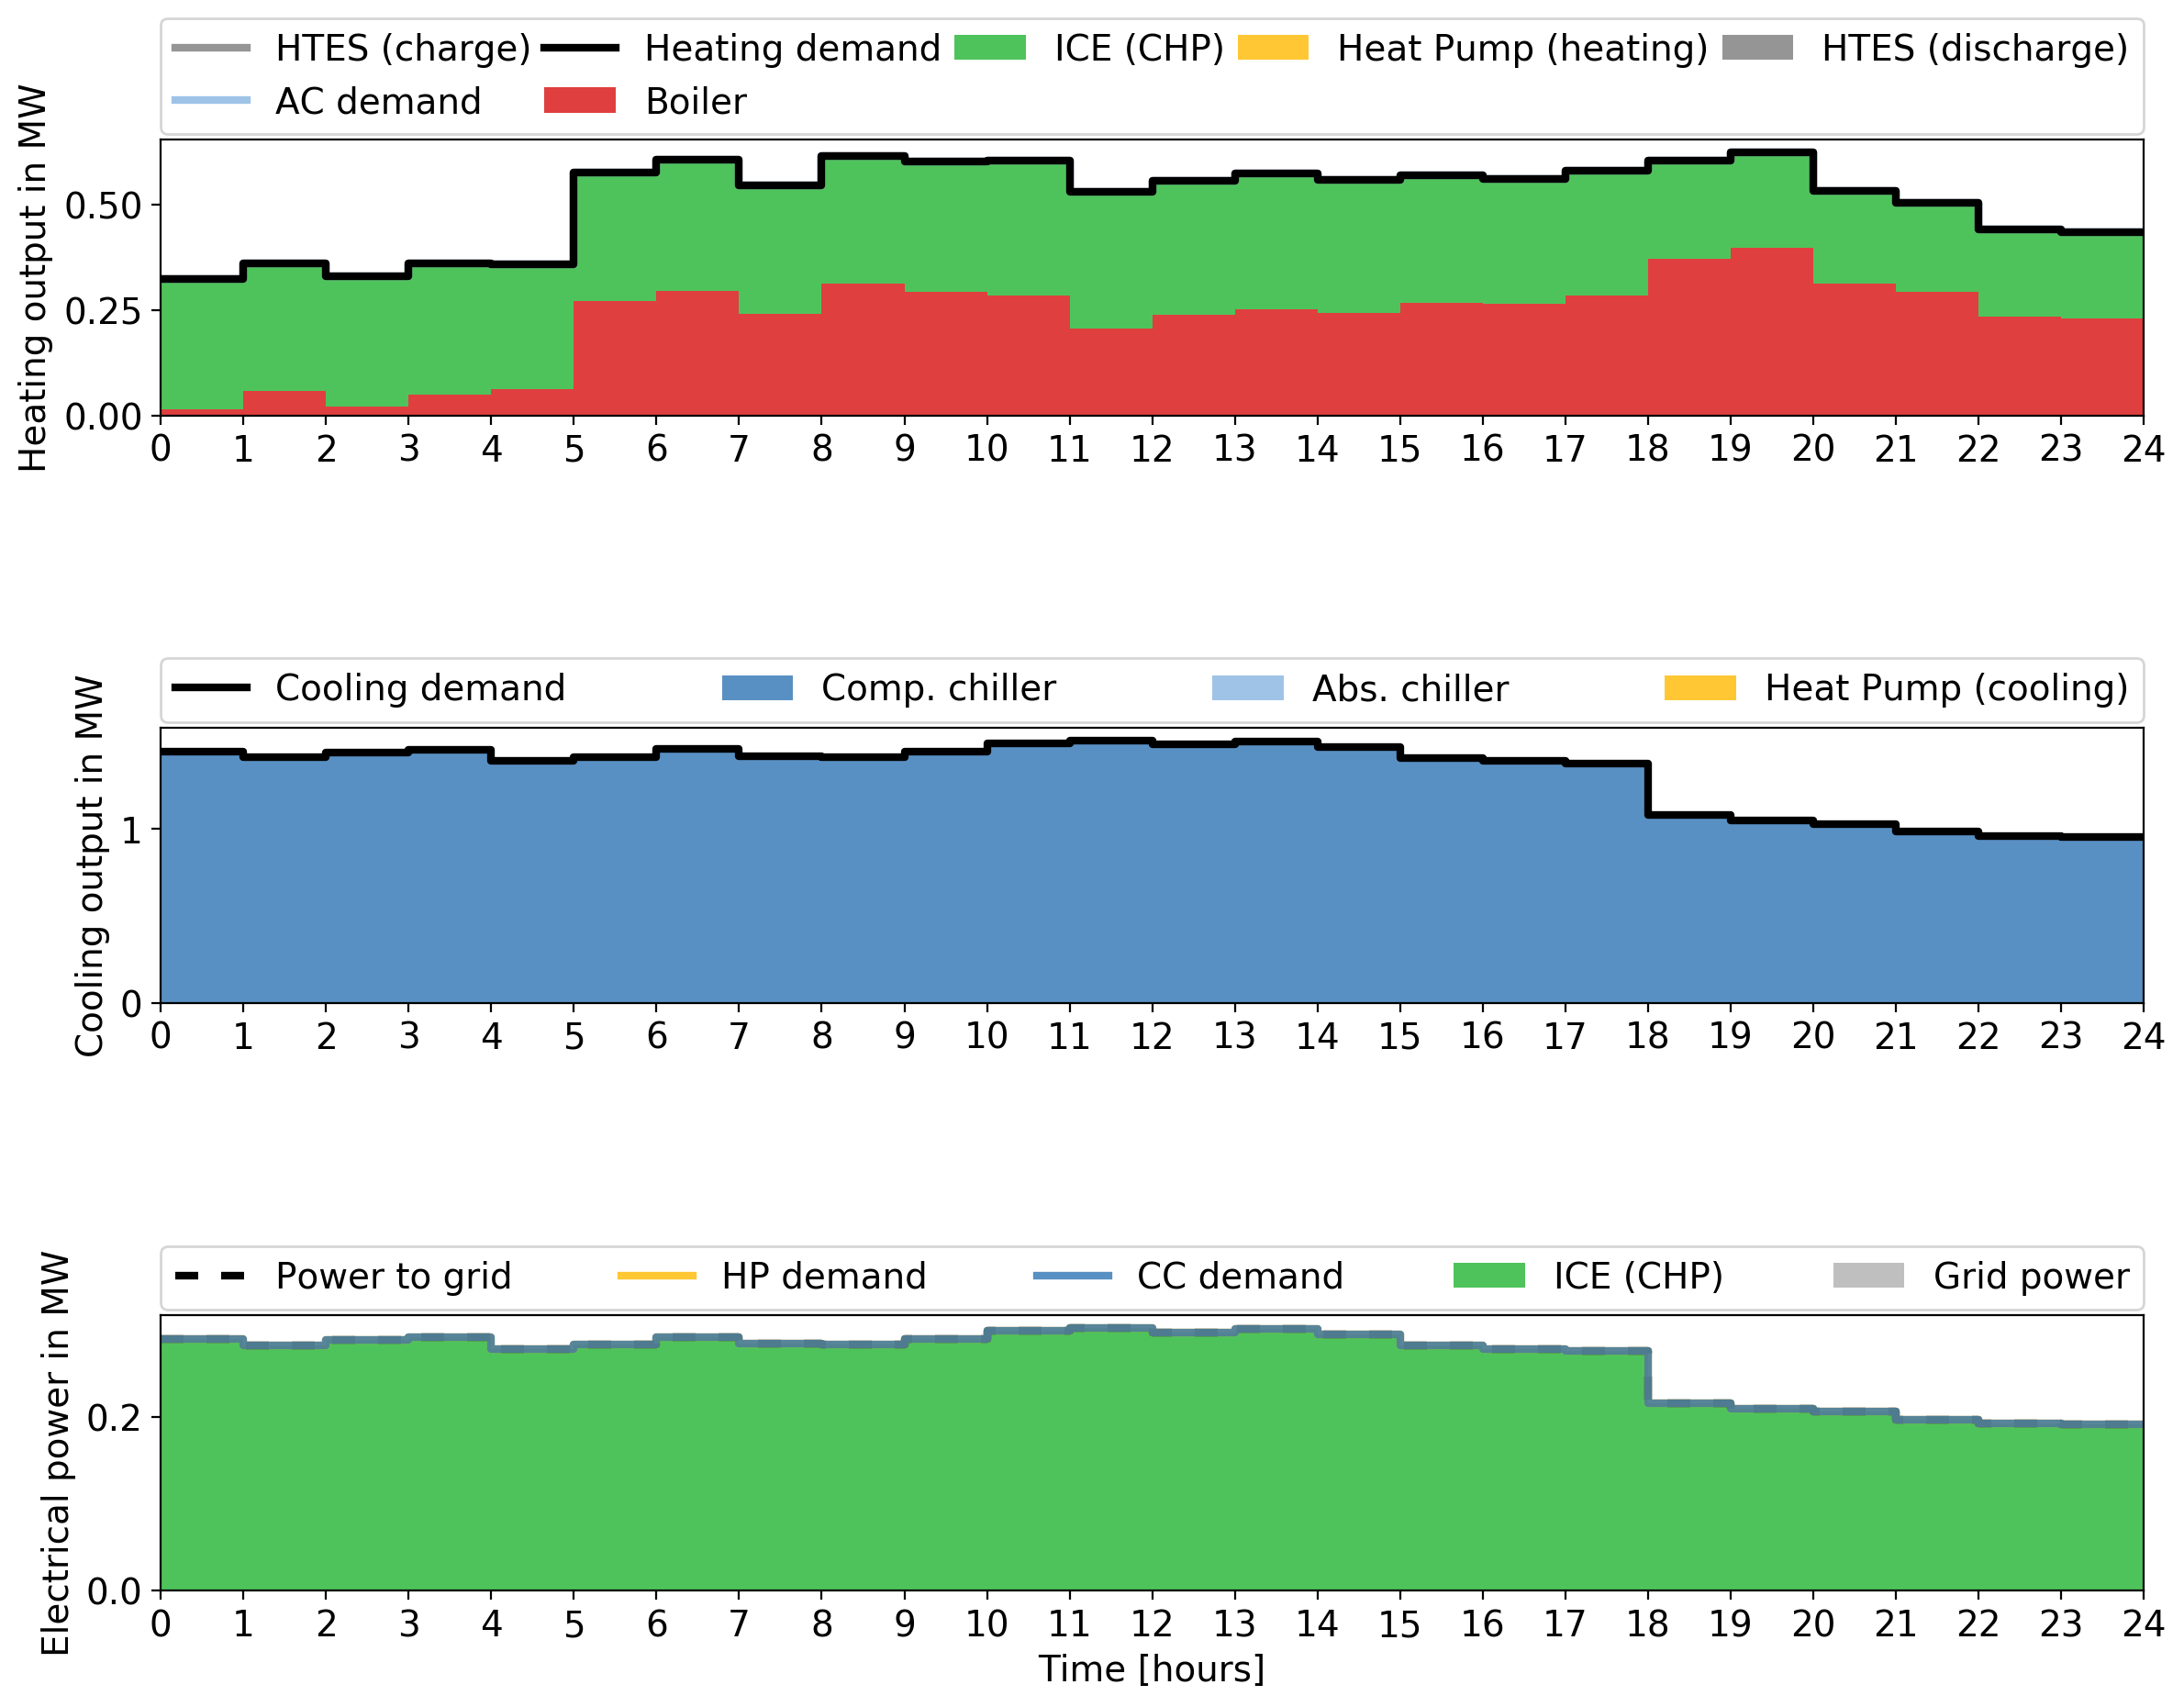 HTES (charge) Heating demand ICE (CHP) Heat Pump (heating) HTES (discharge)
AC demand Boiler
Heating output in MW
0.50
0.25
0.00
0 1 2 3 4 5 6 7 8 9 10 11 12 13 14 15 16 17 18 19 20 21 22 23 24
Cooling demand Comp. chiller Abs. chiller Heat Pump (cooling)
Cooling output in MW
1
0
0 1 2 3 4 5 6 7 8 9 10 11 12 13 14 15 16 17 18 19 20 21 22 23 24
Power to grid HP demand CC demand ICE (CHP) Grid power
Electrical power in MW
0.2
0.0
0 1 2 3 4 5 6 7 8 9 10 11 12 13 14 15 16 17 18 19 20 21 22 23 24
Time [hours]